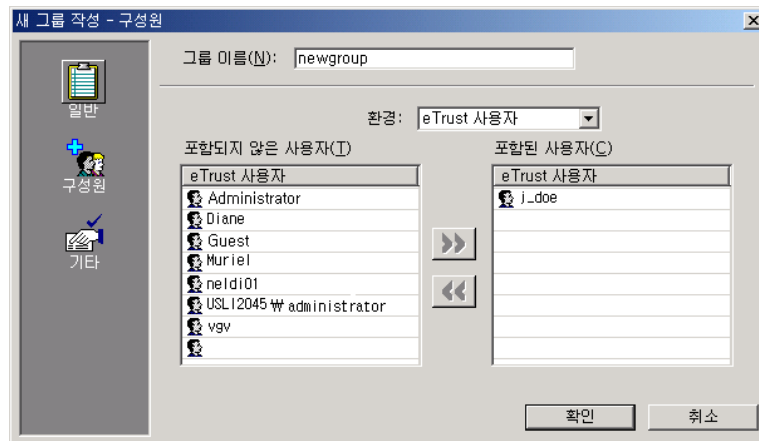 새 그룹 작성 - 구성원
일반
구성원
기타
그룹 이름(N): newgroup
환경: eTrust 사용자
포함되지 않은 사용자(T)
eTrust 사용자
Administrator
Diane
Guest
Muriel
neldi01
USLI2045₩administrator
vgv
포함된 사용자(C)
eTrust 사용자
j_doe
확인
취소